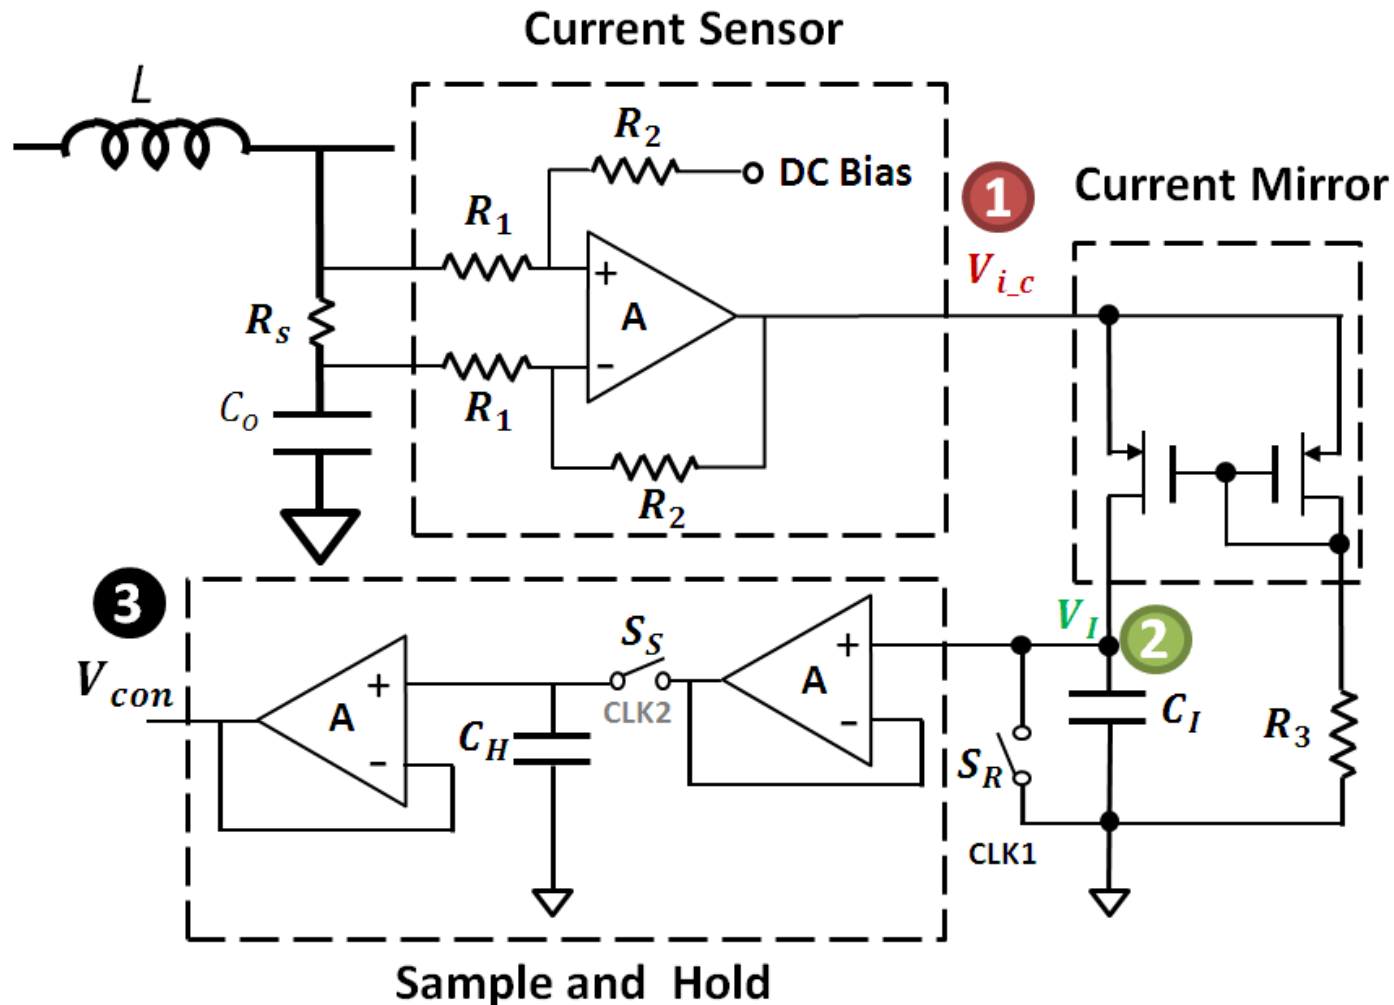 Current Sensor
L
R2
DC Bias
R1
+
A
-
R1
R2
Rs
Co
1
Vi_c
Current Mirror
3
Vcon
+
A
-
SS
CLK2
CH
+
A
-
VI
2
CI
R3
SR
CLK1
Sample and Hold